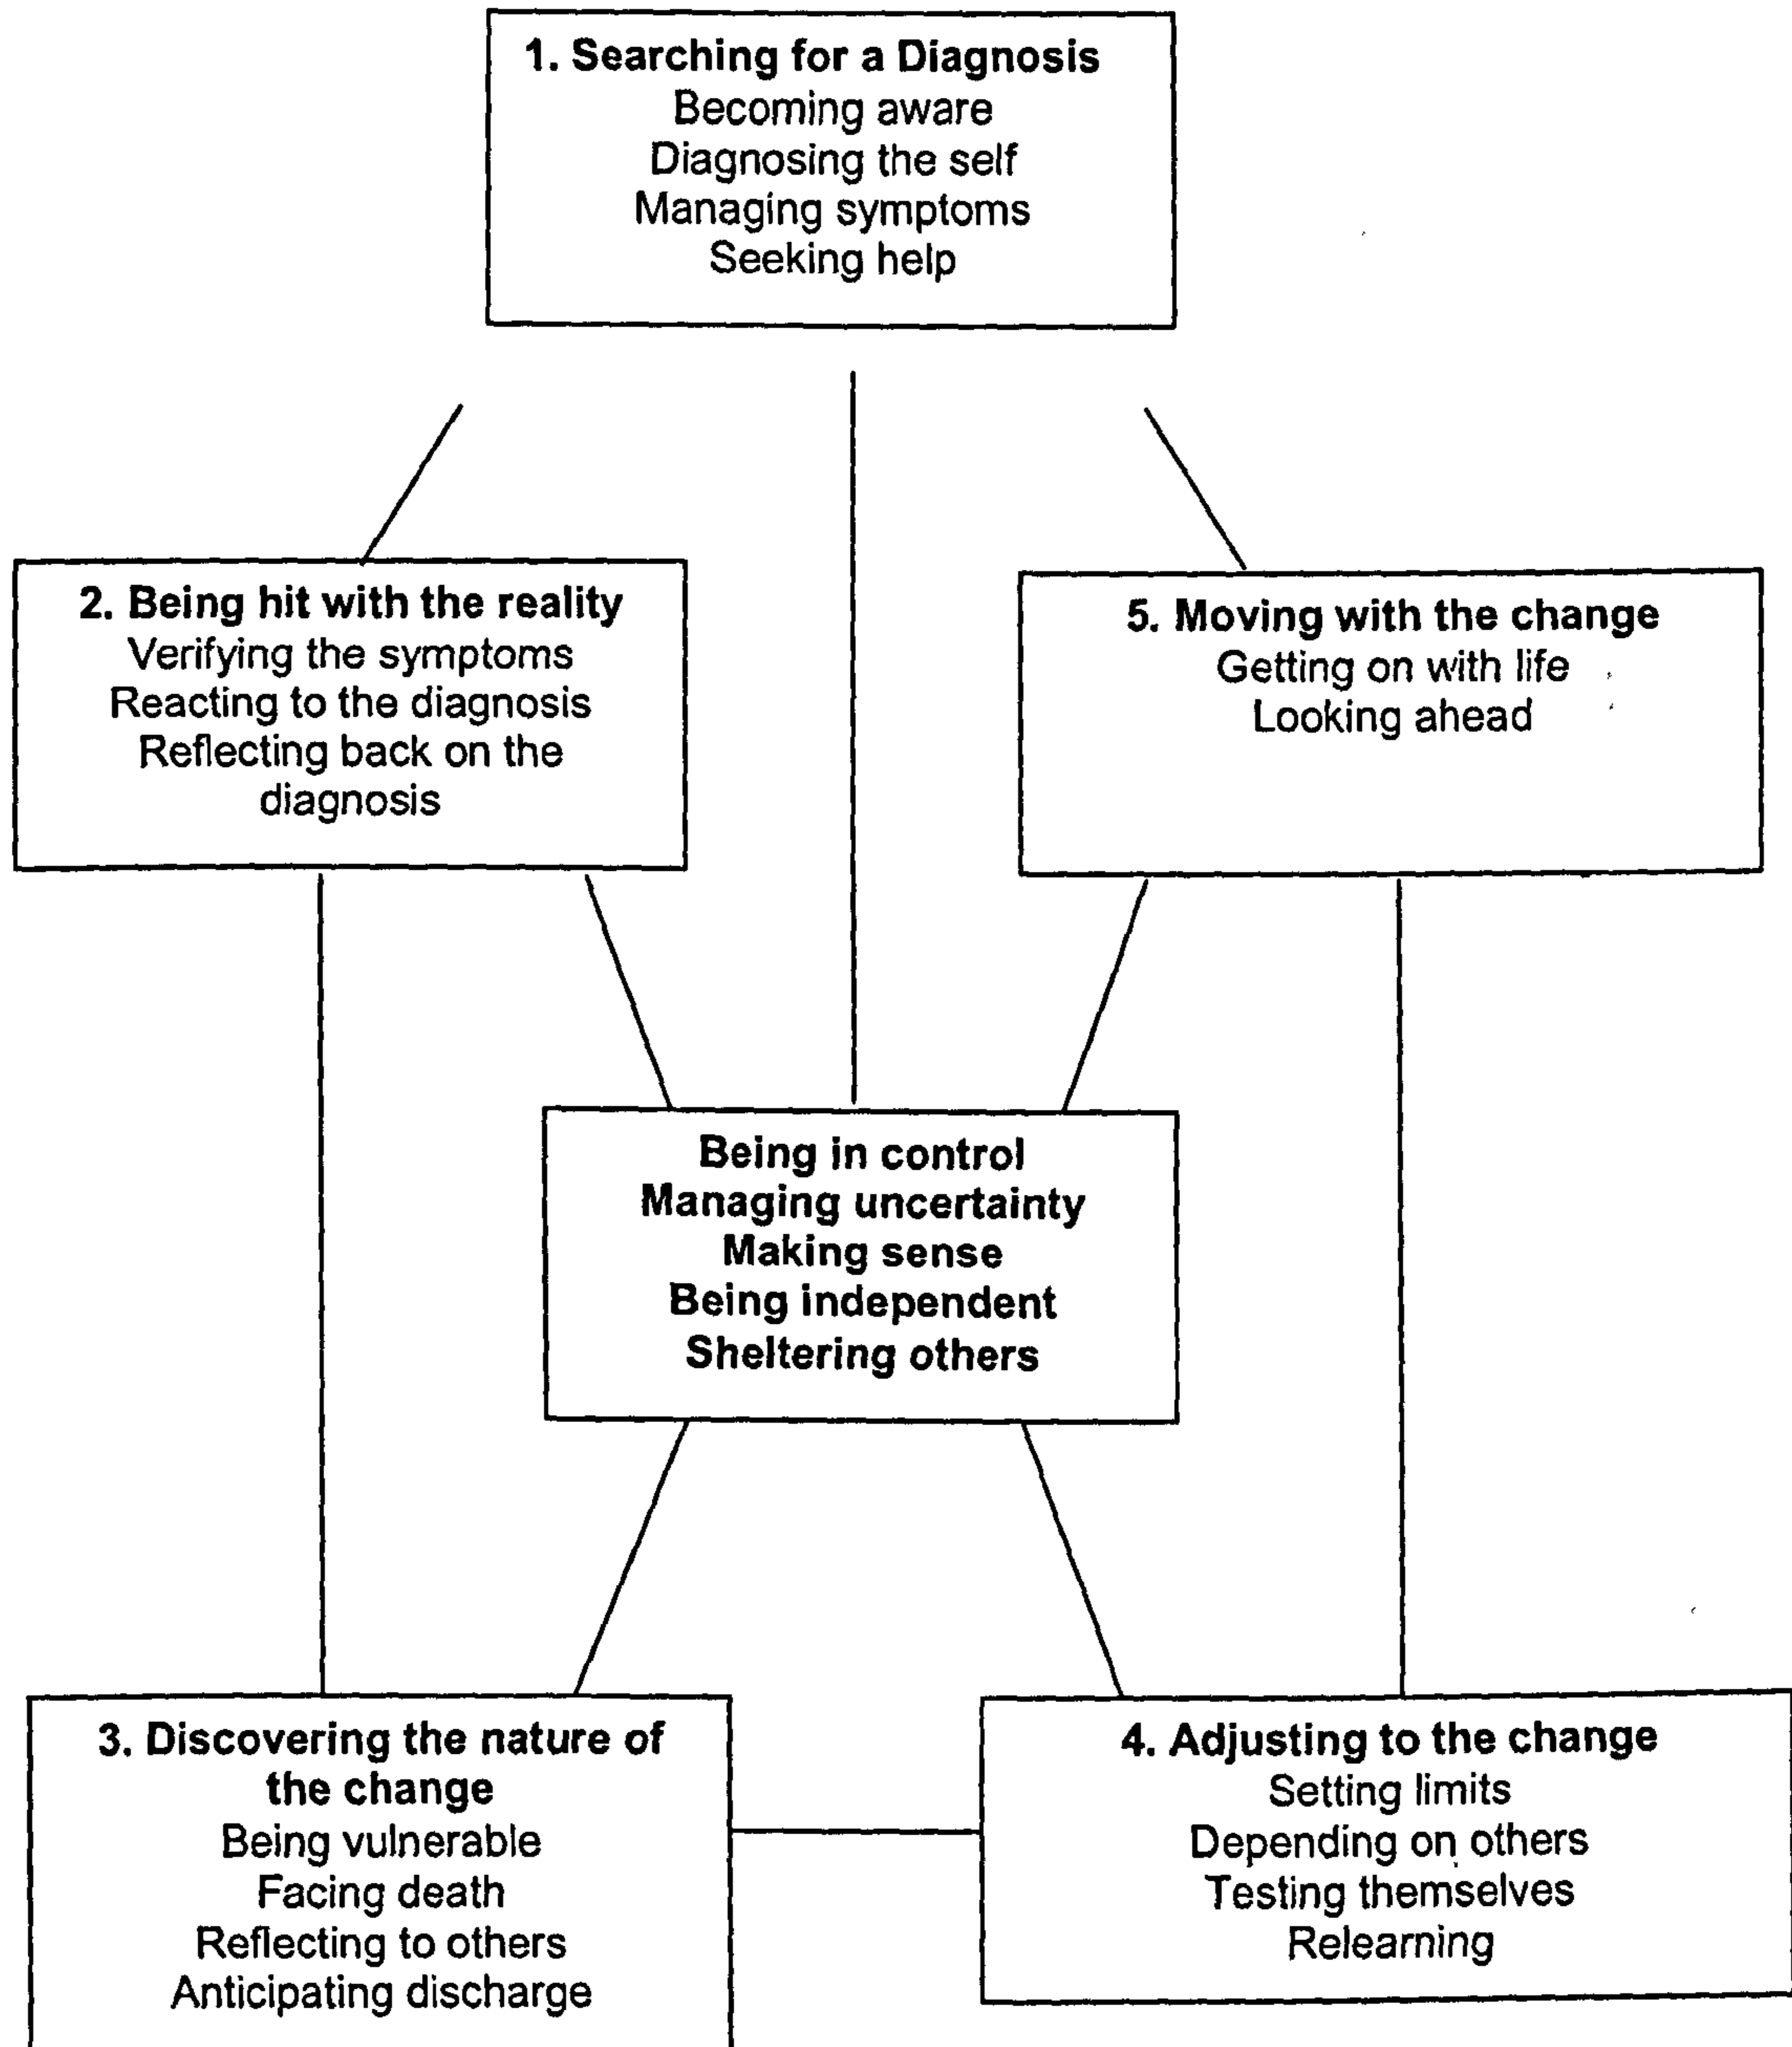 1. Searching for a Diagnosis
Becoming aware
Diagnosing the self
Managing symptoms
Seeking help
2. Being hit with the reality
Verifying the symptoms
Reacting to the diagnosis
Reflecting back on the
diagnosis
5. Moving with the change
Getting on with life
Looking ahead
Being in control
Managing uncertainty
Making sense
Being independent
Sheltering others
3. Discovering the nature of
the change
Being vulnerable
Facing death
Reflecting to others
Anticipating discharge
4. Adjusting to the change
Setting limits
Depending on others
Testing themselves
Relearning